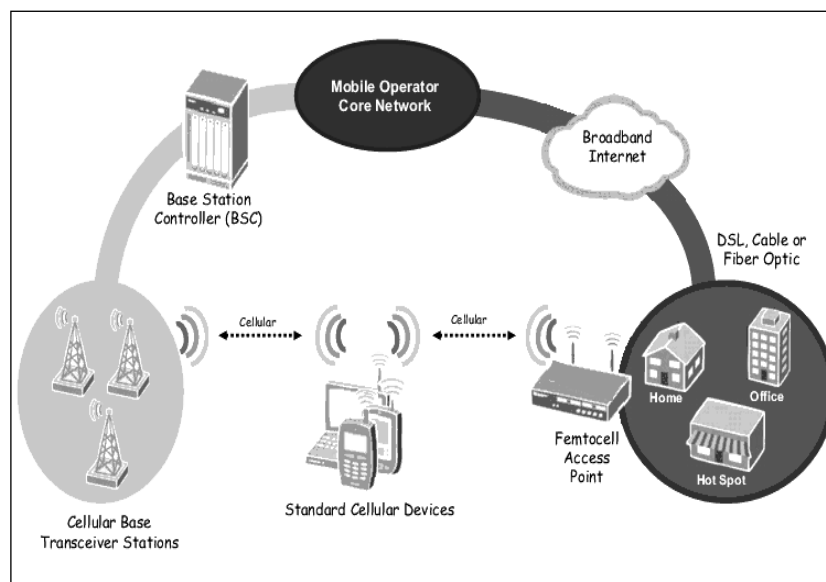 Mobile Operator
Core Network
Broadband
Internet
Base Station
Controller (BSC)
DSL, Cable or
Fiber Optic
Cellular
Cellular
Home
Office
Hot Spot
Femtocell
Access
Point
Standard Cellular Devices
Cellular Base
Transceiver Stations